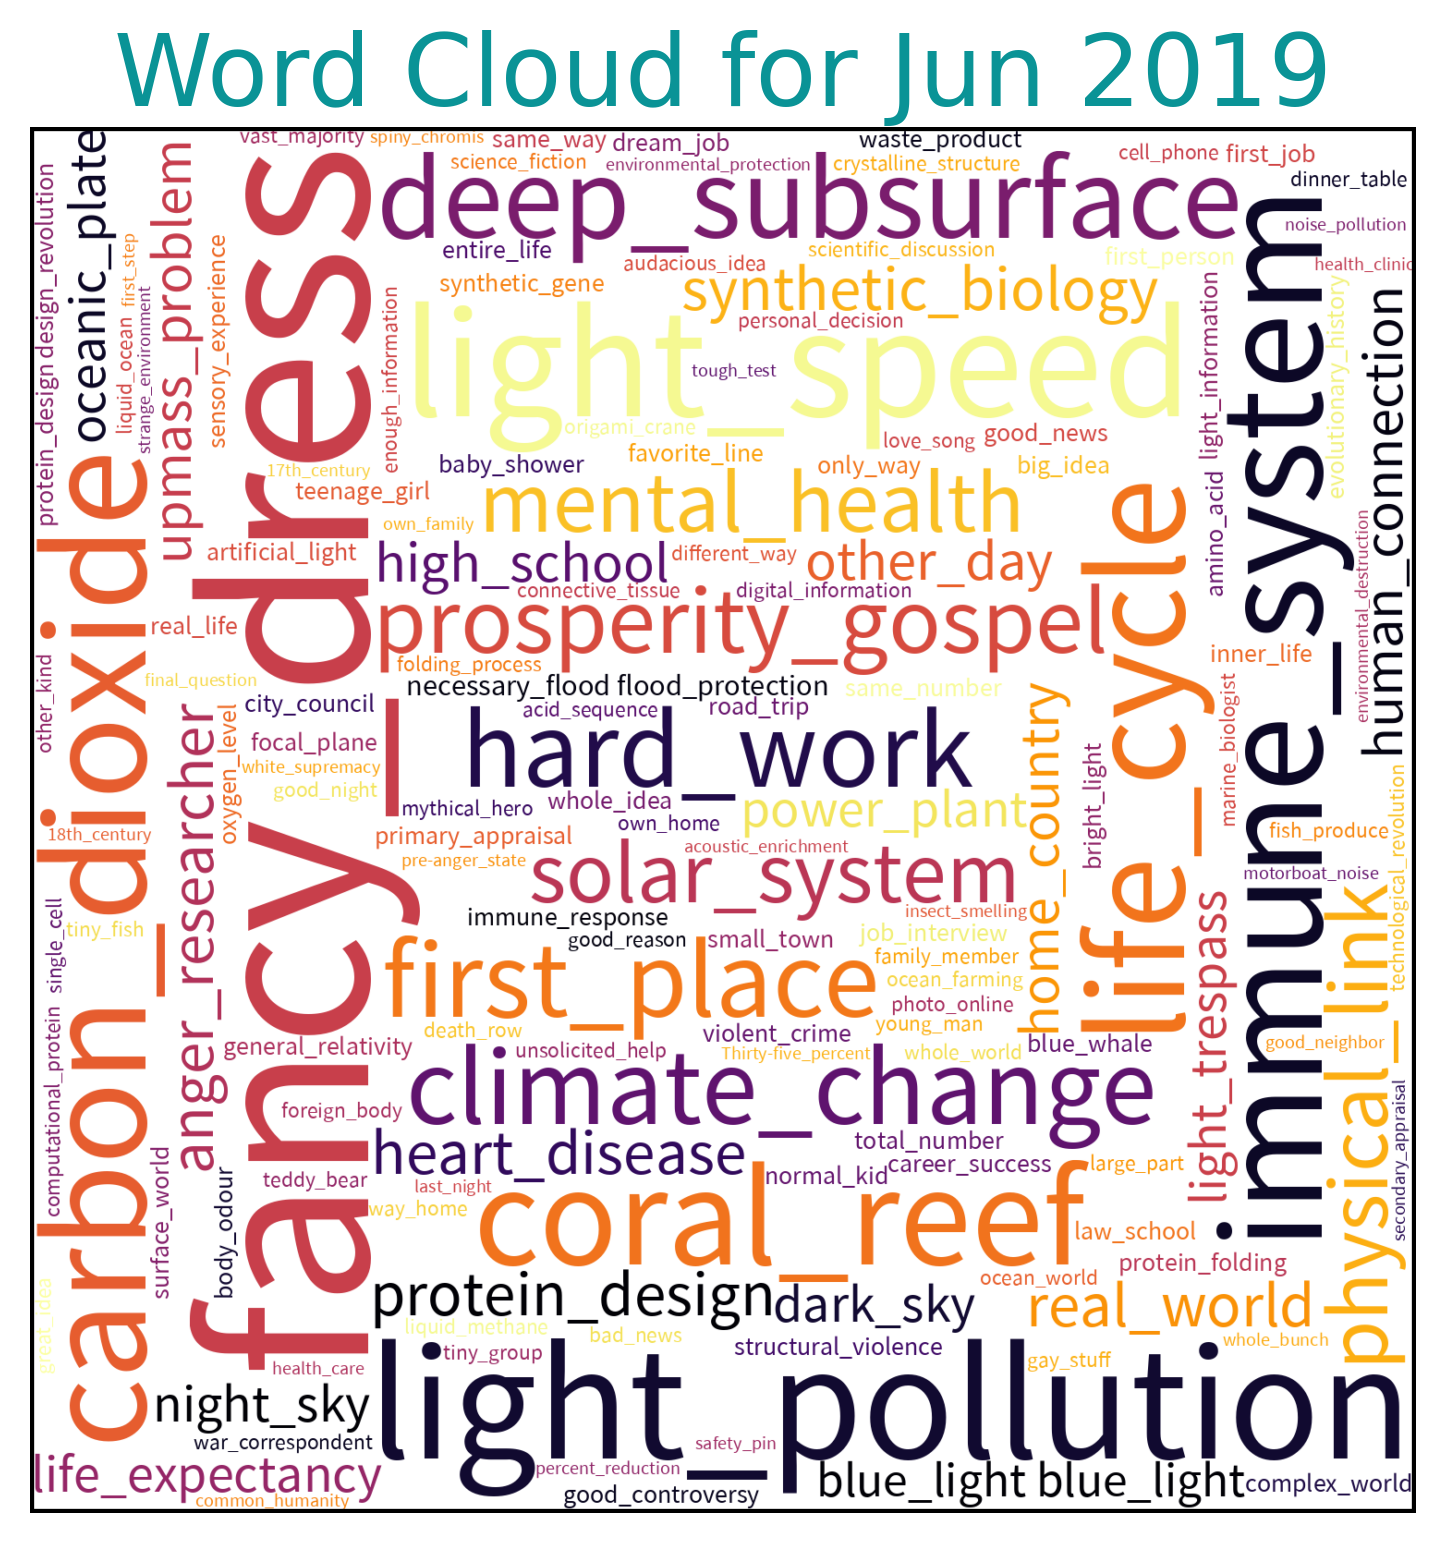 Word Cloud for Jun 2019
vast_majority
spiny_chromis
same_way
dream_job
waste_product
science_fiction
environmental_protection
crystalline_structure
cell_phone
first_job
dinner_table
deep_subsurface
noise_pollution
entire_life
scientific_discussion
first_person
health_clinic
audacious_idea
synthetic_gene
synthetic_biology
personal_decision
light_speed
tough_test
origami_crane
love_song
good_news
favorite_line
baby_shower
only_way
big_idea
17th_century
teenage_girl
mental_health
own_family
artificial_light
high_school
different_way
other_day
connective_tissue
digital_information
prosperity_gospel
real_life
folding_process
inner_life
final_question
necessary_flood
flood_protection
same_number
city_council
acid_sequence
road_trip
focal_plane
hard_work
white_supremacy
good_night
mythical_hero
whole_idea
power_plant
own_home
18th_century
primary_appraisal
fish_produce
acoustic_enrichment
pre-anger_state
solar_system
motorboat_noise
immune_response
insect_smelling
tiny_fish
good_reason
small_town
job_interview
first_place
family_member
ocean_farming
photo_online
death_row
violent_crime
young_man
general_relativity
unsolicited_help
Thirty-five_percent
whole_world
blue_whale
good_neighbor
climate_change
foreign_body
heart_disease
total_number
career_success
large_part
teddy_bear
last_night
normal_kid
way_home
coral_reef
law_school
protein_folding
protein_design
ocean_world
dark_sky
real_world
liquid_methane
bad_news
structural_violence
whole_bunch
tiny_group
gay_stuff
health_care
light_pollution
night_sky
war_correspondent
safety_pin
life_expectancy
percent_reduction
blue_light
blue_light
complex_world
common_humanity
good_controversy
design_revolution
protein_design
oceanic_plate
first_step
liquid_ocean
strange_environment
upmass_problem
sensory_experience
fancy_dress
enough_information
carbon_dioxide
other_kind
anger_researcher
oxygen_level
single_cell
computational_protein
surface_world
body_odour
great_idea
life_cycle
home_country
bright_light
light_information
amino_acid
marine_biologist
light_trespass
immune_system
evolutionary_history
human_connection
environmental_destruction
technological_revolution
physical_link
secondary_appraisal